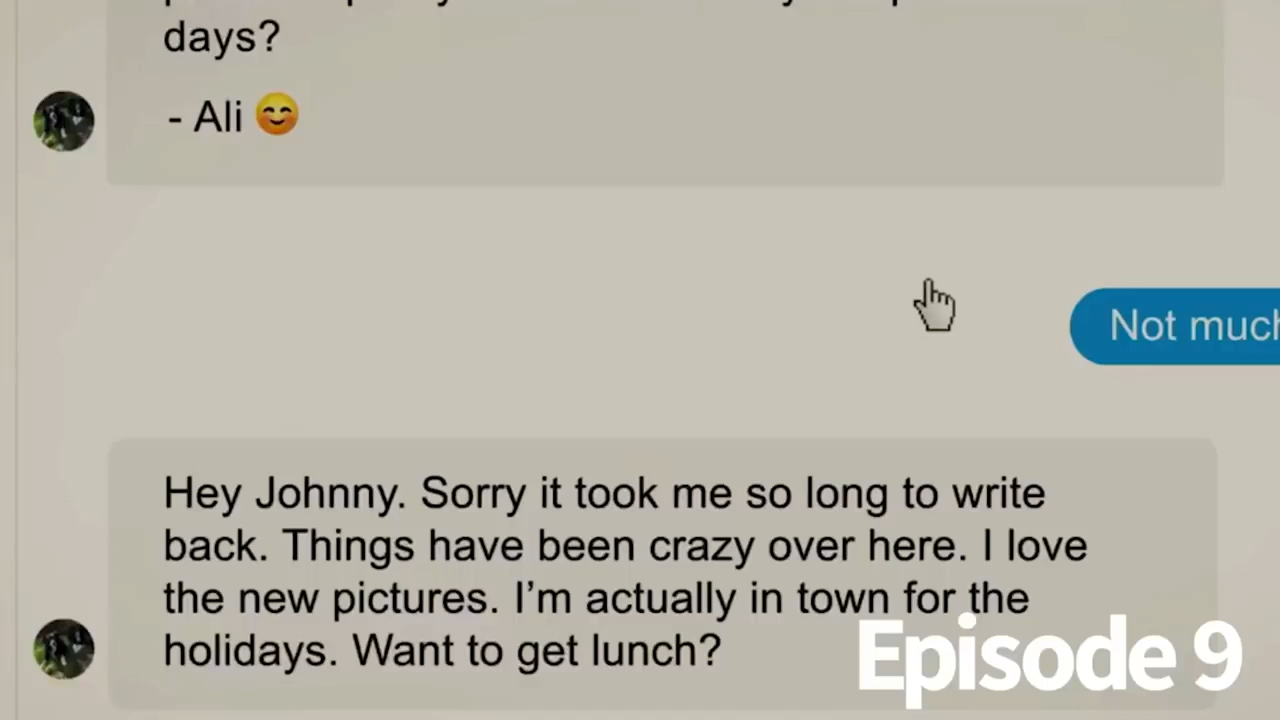 days?
- Ali 😊
Not much
Hey Johnny. Sorry it took me so long to write
back. Things have been crazy over here. I love
the new pictures. I’m actually in town for the
holidays. Want to get lunch?
Episode 9